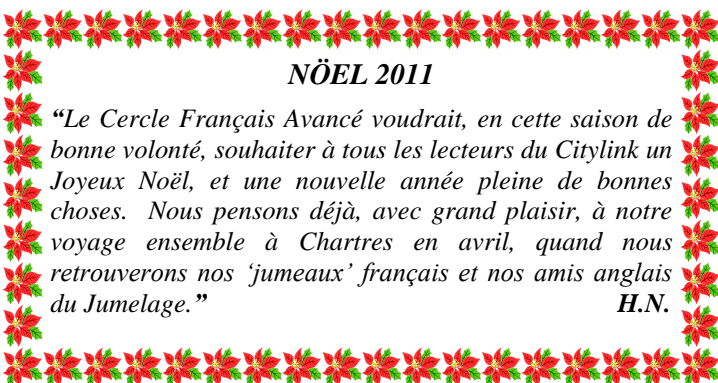 NÖEL 2011
“Le Cercle Français Avancé voudrait, en cette saison de
bonne volonté, souhaiter à tous les lecteurs du Citylink un
Joyeux Noël, et une nouvelle année pleine de bonnes
choses. Nous pensons déjà, avec grand plaisir, à notre
voyage ensemble à Chartres en avril, quand nous
retrouverons nos ‘jumeaux’ français et nos amis anglais
du Jumelage.” H.N.